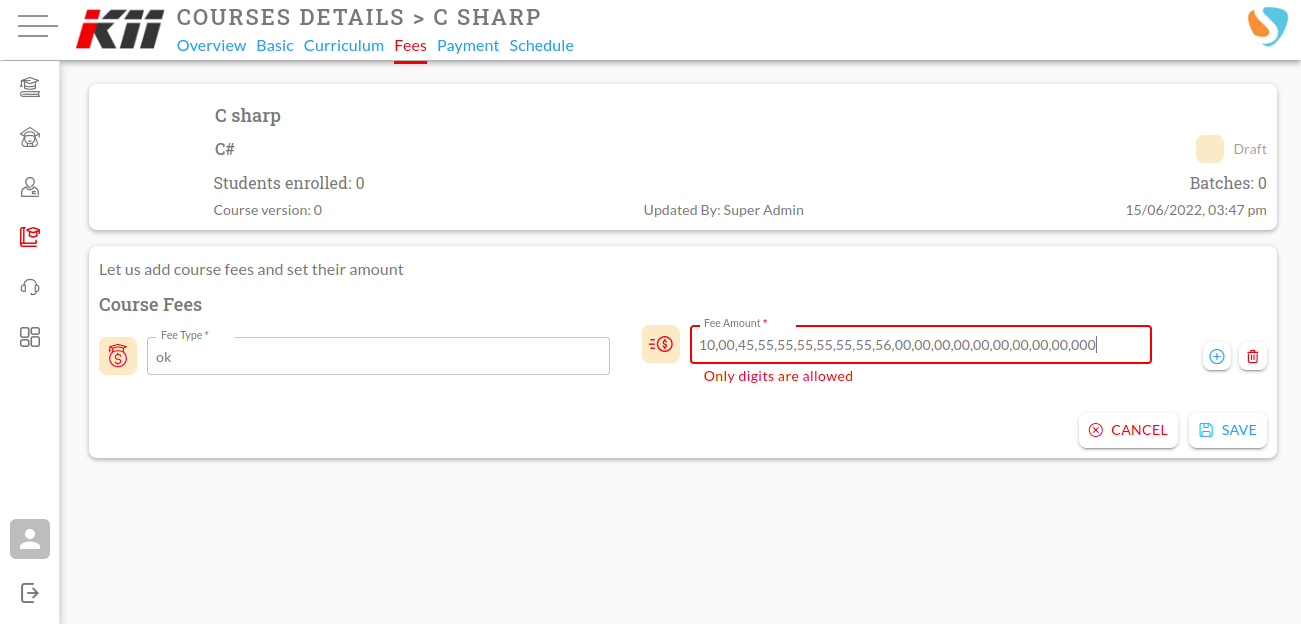 KII
COURSES DETAILS > C SHARP
Overview Basic Curriculum Fees Payment Schedule
C sharp
C#
Draft
Students enrolled: 0
Batches: 0
Course version: 0
Updated By: Super Admin
15/06/2022, 03:47 pm
Let us add course fees and set their amount
Course Fees
Fee Type *
ok
Fee Amount *
10,00,45,55,55,55,55,55,55,56,00,00,00,00,00,00,00,00,00,000
Only digits are allowed
CANCEL
SAVE